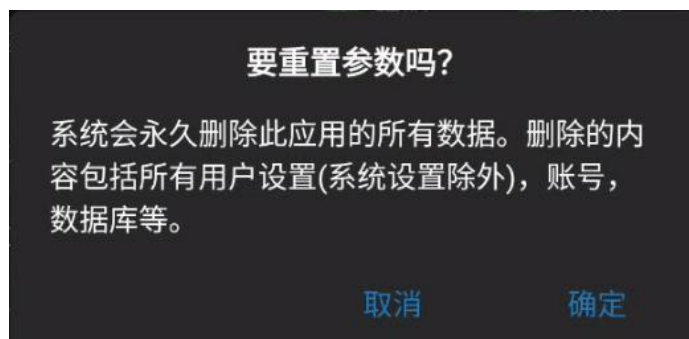 要重置参数吗？
系统会永久删除此应用的所有数据。删除的内
容包括所有用户设置(系统设置除外)，账号，
数据库等。
取消
确定